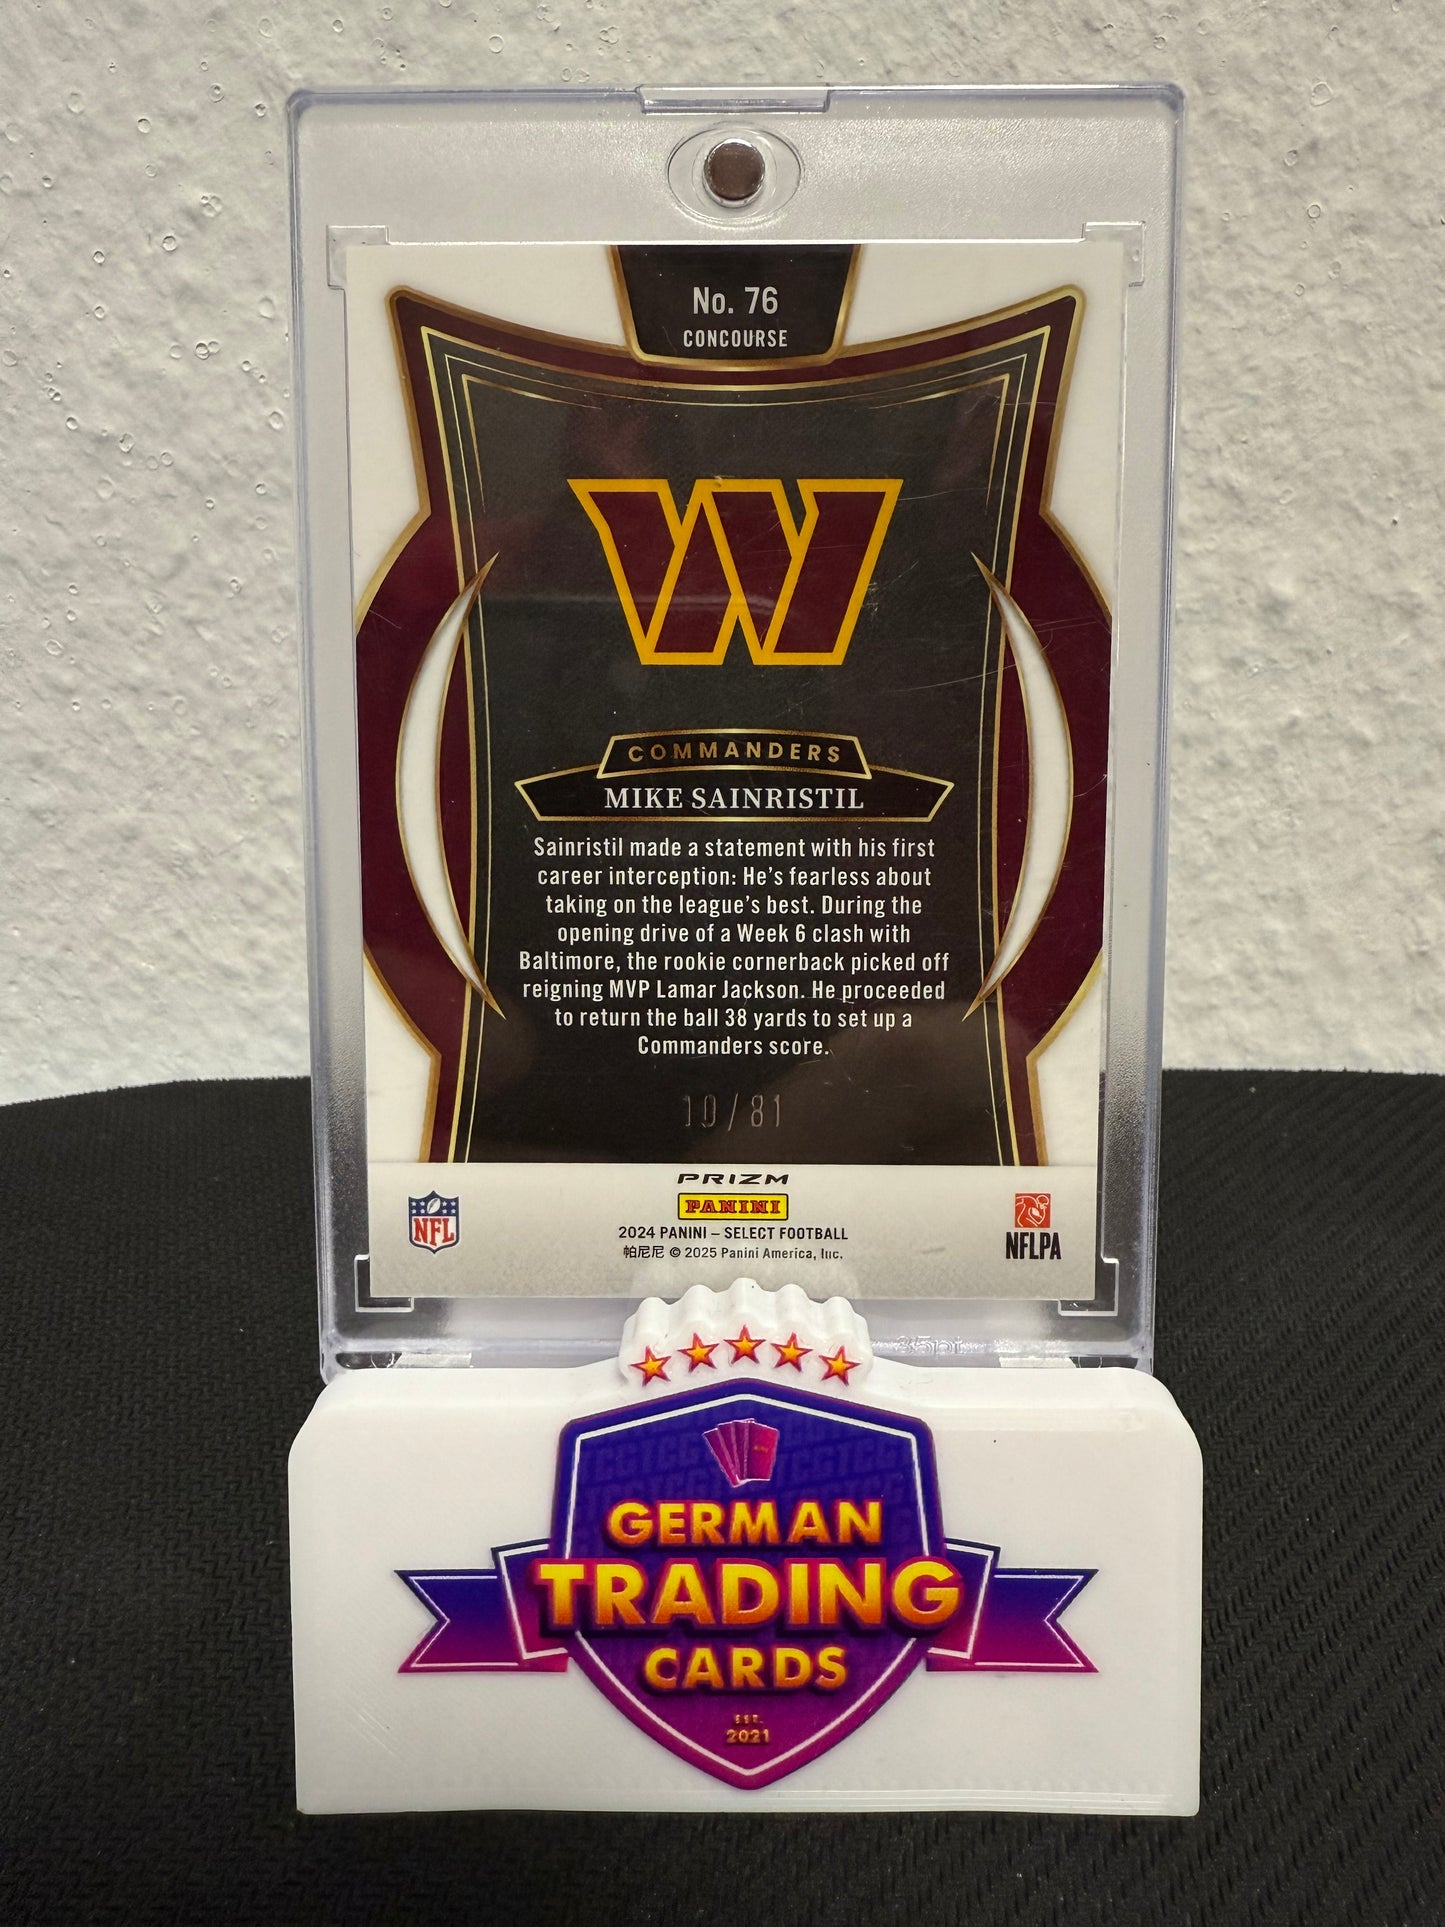 No. 76
CONCOURSE
W
COMMANDERS
MIKE SAINRISTIL
Sainristil made a statement with his first
career interception: He's fearless about
taking on the league's best. During the
opening drive of a Week 6 clash with
Baltimore, the rookie cornerback picked off
reigning MVP Lamar Jackson. He proceeded
to return the ball 38 yards to set up a
Commanders score.
10/81
PRIZM
PANINI
NFL
NFLPA
2024 PANINI – SELECT FOOTBALL
帕尼尼 © 2025 Panini America, Inc.
35pt
GERMAN
TRADING
CARDS
EST.
2021